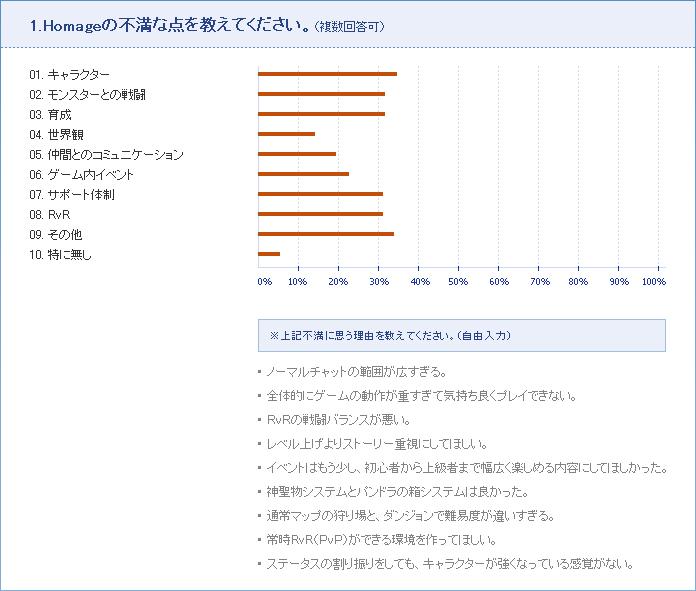 1.Homageの不満な点を教えてください。(複数回答可)
01. キャラクター
02. モンスターとの戦闘
03. 育成
04. 世界観
05. 仲間とのコミュニケーション
06. ゲーム内イベント
07. サポート体制
08. RvR
09. その他
10. 特に無し
0% 10% 20% 30% 40% 50% 60% 70% 80% 90% 100%
※上記不満に思う理由を教えてください。(自由入力)
・ノーマルチャットの範囲が広すぎる。
・全体的にゲームの動作が重すぎて気持ち良くプレイできない。
・RvRの戦闘バランスが悪い。
・レベル上げよりストーリー重視にしてほしい。
・イベントはもう少し、初心者から上級者まで幅広く楽しめる内容にしてほしかった。
・神聖物システムとパンドラの箱システムは良かった。
・通常マップの狩り場と、ダンジョンで難易度が違いすぎる。
・常時RvR(PvP)ができる環境を作ってほしい。
・ステータスの割り振りをしても、キャラクターが強くなっている感覚がない。